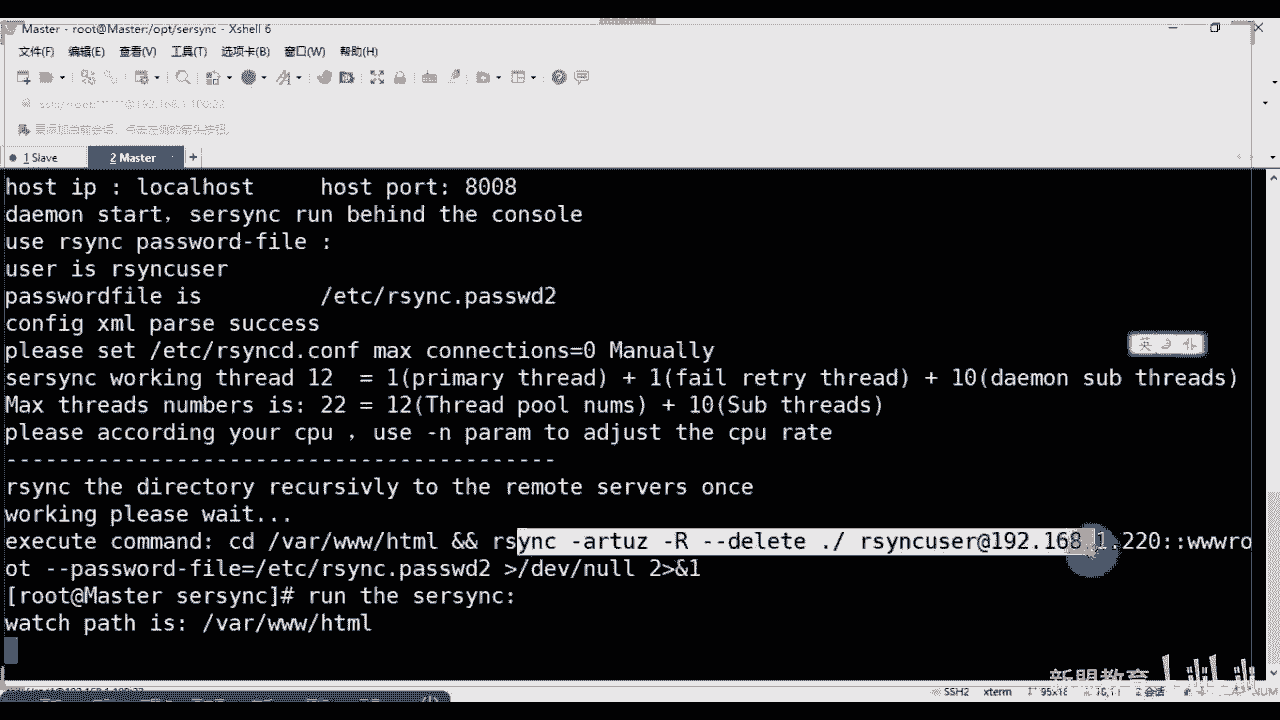 Master - root@Master:/opt/sersync - Xshell 6
文件(F) 编辑(E) 查看(V) 工具(T) 选项卡(B) 窗口(W) 帮助(H)
1 Slave 2 Master +
host ip : localhost host port: 8008
daemon start，sersync run behind the console
use rsync password-file :
user is rsyncuser
passwordfile is /etc/rsync.passwd2
config xml parse success
please set /etc/rsyncd.conf max connections=0 Manually
sersync working thread 12 = 1(primary thread) + 1(fail retry thread) + 10(daemon sub threads)
Max threads numbers is: 22 = 12(Thread pool nums) + 10(Sub threads)
please according your cpu ，use -n param to adjust the cpu rate
------------------------------------------
rsync the directory recursivly to the remote servers once
working please wait...
execute command: cd /var/www/html && rsync -artuz -R --delete ./ rsyncuser@192.168.1.220::wwwro
ot --password-file=/etc/rsync.passwd2 >/dev/null 2>&1
[root@Master sersync]# run the sersync:
watch path is: /var/www/html
英
新盟教育
SSH2 xterm